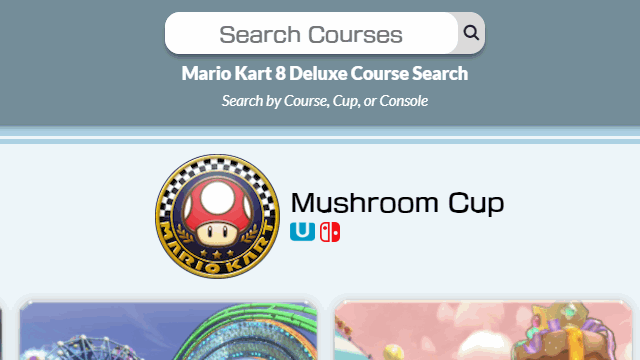 Search Courses
Mario Kart 8 Deluxe Course Search
Search by Course, Cup, or Console
Mushroom Cup
U
MARIO KART